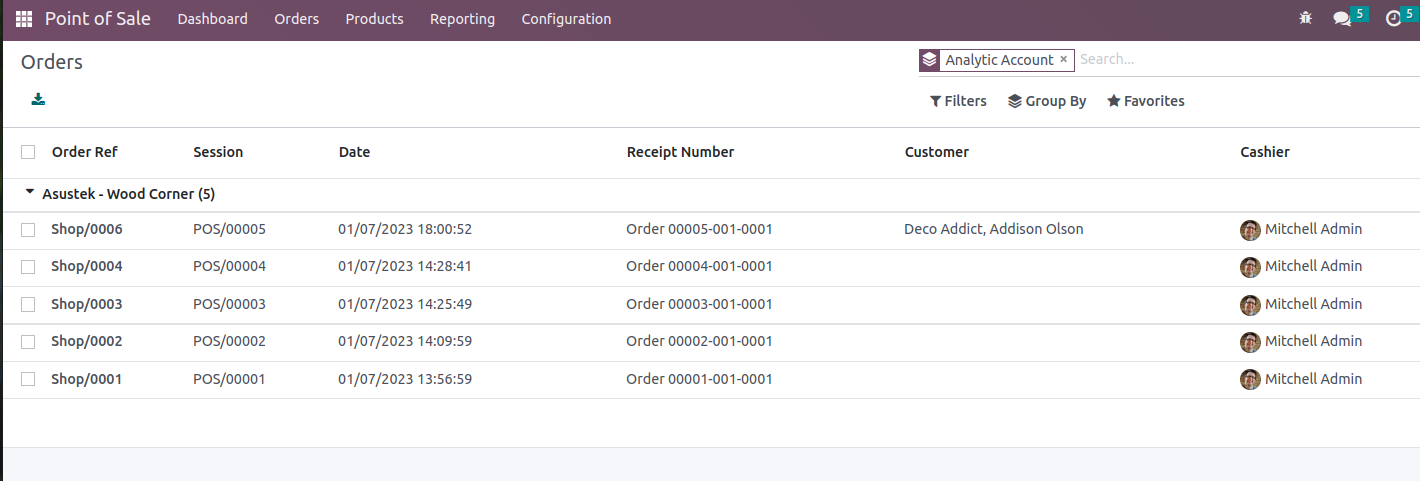 Point of Sale Dashboard Orders Products Reporting Configuration 5 5
Orders Analytic Account × Search...
Filters Group By Favorites
Order Ref Session Date Receipt Number Customer Cashier
Asustek - Wood Corner (5)
Shop/0006 POS/00005 01/07/2023 18:00:52 Order 00005-001-0001 Deco Addict, Addison Olson Mitchell Admin
Shop/0004 POS/00004 01/07/2023 14:28:41 Order 00004-001-0001 Mitchell Admin
Shop/0003 POS/00003 01/07/2023 14:25:49 Order 00003-001-0001 Mitchell Admin
Shop/0002 POS/00002 01/07/2023 14:09:59 Order 00002-001-0001 Mitchell Admin
Shop/0001 POS/00001 01/07/2023 13:56:59 Order 00001-001-0001 Mitchell Admin